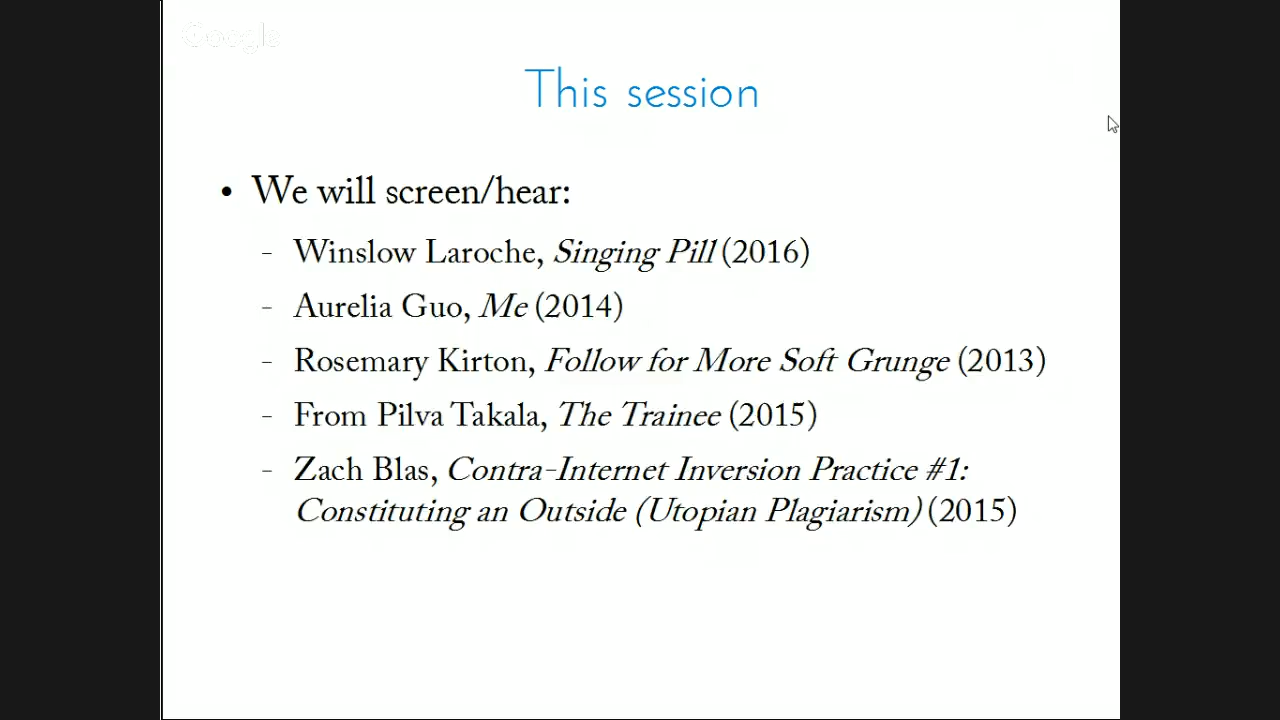 Google
This session
• We will screen/hear:
- Winslow Laroche, Singing Pill (2016)
- Aurelia Guo, Me (2014)
- Rosemary Kirton, Follow for More Soft Grunge (2013)
- From Pilva Takala, The Trainee (2015)
- Zach Blas, Contra-Internet Inversion Practice #1:
Constituting an Outside (Utopian Plagiarism) (2015)